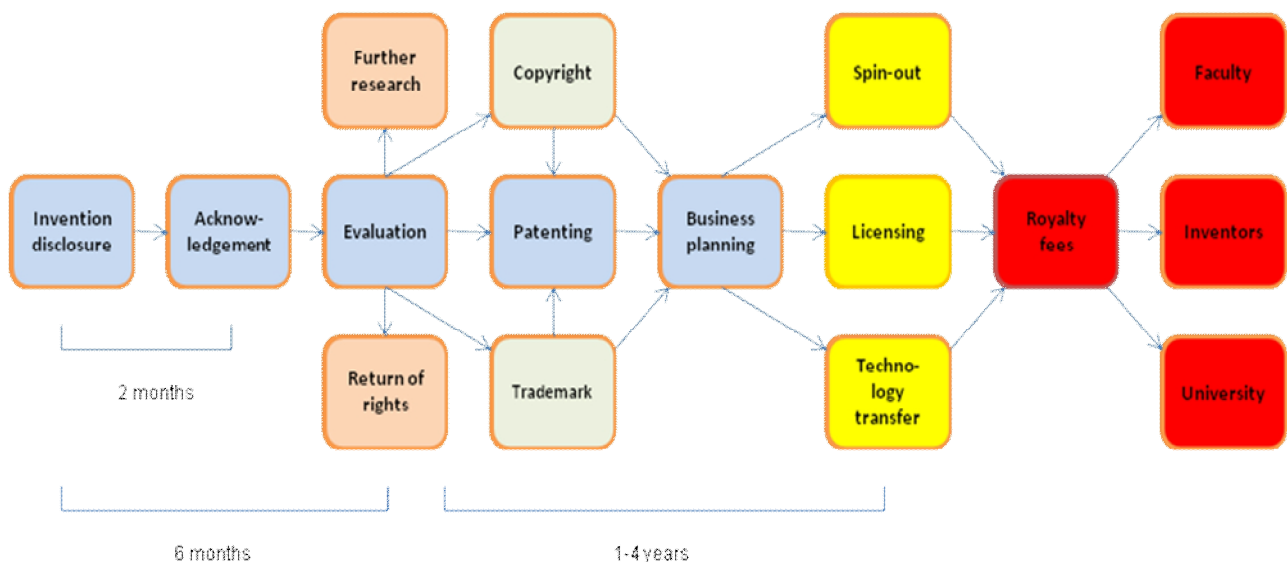 Further
research
Copyright
Spin-out
Faculty
Invention
disclosure
Acknow-
ledgement
Evaluation
Patenting
Business
planning
Licensing
Royalty
fees
Inventors
Return of
rights
Trademark
Techno-
logy
transfer
University
2 months
6 months
1-4 years